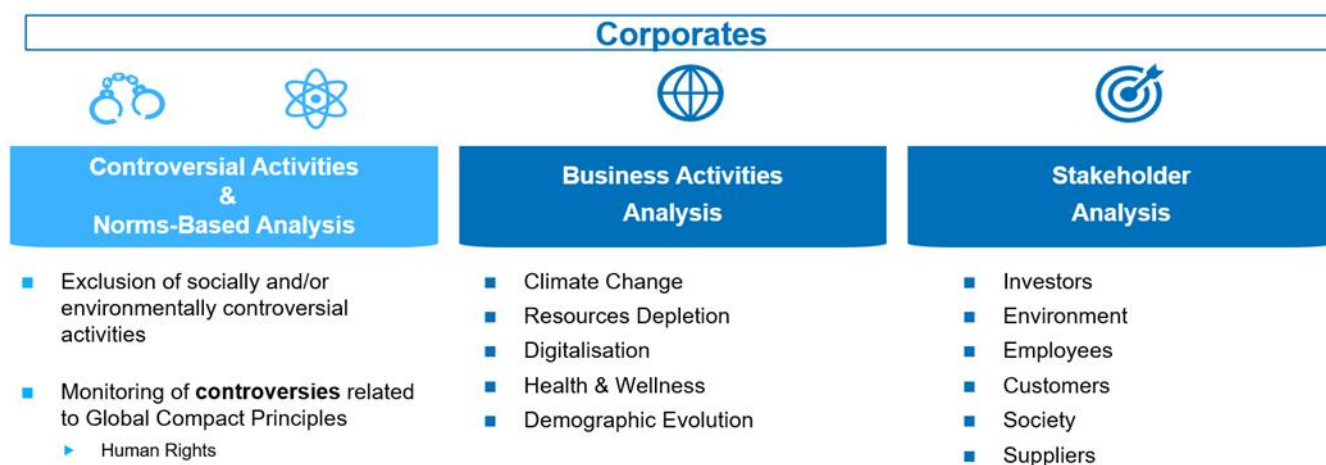 Corporates
Controversial Activities
&
Norms-Based Analysis
Exclusion of socially and/or
environmentally controversial
activities
Monitoring of controversies related
to Global Compact Principles
Human Rights
Business Activities
Analysis
Climate Change
Resources Depletion
Digitalisation
Health & Wellness
Demographic Evolution
Stakeholder
Analysis
Investors
Environment
Employees
Customers
Society
Suppliers